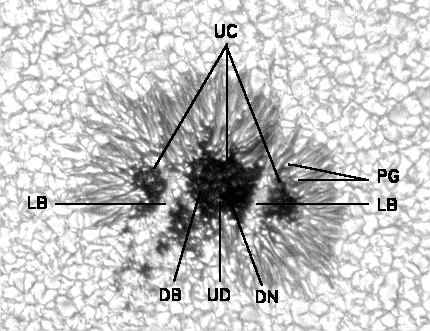 UC
PG
LB LB
DB UD DN